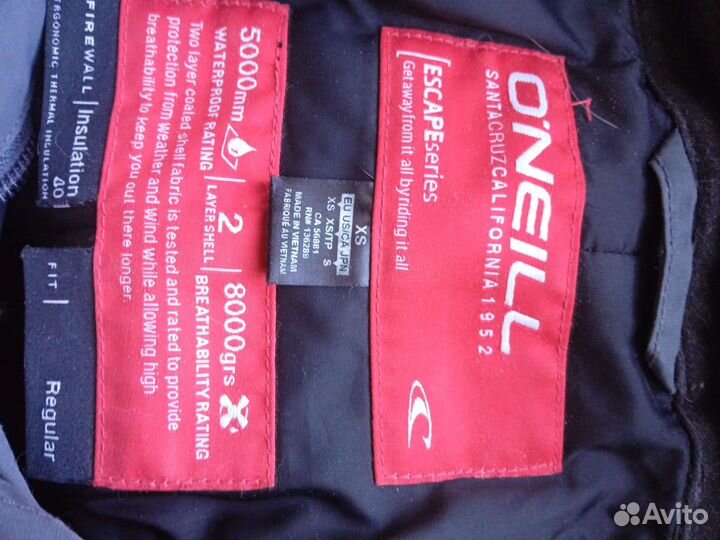 O'NEILL
SANTA CRUZ CALIFORNIA 1952
[ESCAPEseries
Get away from it all by riding it all
XS
EU US/CA JPN
XS XS/TP S
CA 56881
RN# 136289
MADE IN VIETNAM
FABRIQUÉ AU VIETNAM
5000mm 2 8000grs
WATERPROOF RATING LAYER SHELL BREATHABILITY RATING
Two layer coated shell fabric is tested and rated to provide
protection from weather and wind while allowing high
breathability to keep you out there longer.
FIREWALL | Insulation 40
ERGONOMIC THERMAL INSULATION
FIT | Regular
Avito